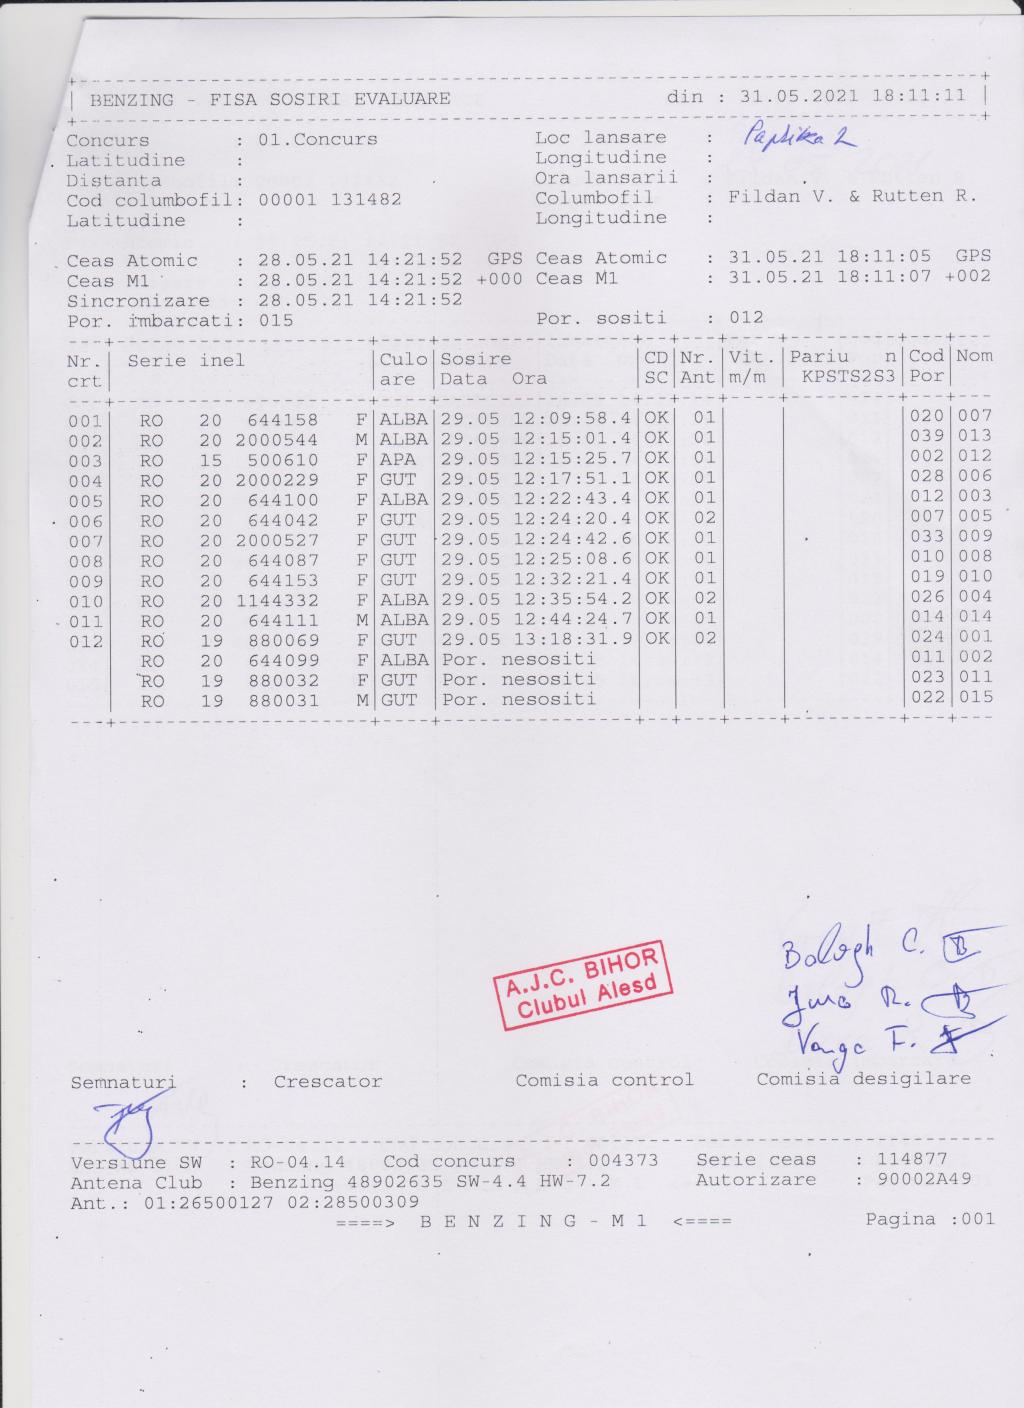 BENZING - FISA SOSIRI EVALUARE din : 31.05.2021 18:11:11
Concurs : 01.Concurs Loc lansare :
Latitudine : Longitudine :
Distanta : Ora lansarii :
Cod columbofil: 00001 131482 Columbofil : Fildan V. & Rutten R.
Latitudine : Longitudine :
Ceas Atomic : 28.05.21 14:21:52 GPS Ceas Atomic : 31.05.21 18:11:05 GPS
Ceas M1 : 28.05.21 14:21:52 +000 Ceas M1 : 31.05.21 18:11:07 +002
Sincronizare : 28.05.21 14:21:52
Por. imbarcati: 015 Por. sositi : 012
Nr. Serie inel Culo Sosire CD Nr. Vit. Pariu n Cod Nom
crt are Data Ora SC Ant m/m KPSTS2S3 Por
001 RO 20 644158 F ALBA 29.05 12:09:58.4 OK 01 020 007
002 RO 20 2000544 M ALBA 29.05 12:15:01.4 OK 01 039 013
003 RO 15 500610 F APA 29.05 12:15:25.7 OK 01 002 012
004 RO 20 2000229 F GUT 29.05 12:17:51.1 OK 01 028 006
005 RO 20 644100 F ALBA 29.05 12:22:43.4 OK 01 012 003
006 RO 20 644042 F GUT 29.05 12:24:20.4 OK 02 007 005
007 RO 20 2000527 F GUT 29.05 12:24:42.6 OK 01 033 009
008 RO 20 644087 F GUT 29.05 12:25:08.6 OK 01 010 008
009 RO 20 644153 F GUT 29.05 12:32:21.4 OK 01 019 010
010 RO 20 1144332 F ALBA 29.05 12:35:54.2 OK 02 026 004
011 RO 20 644111 M ALBA 29.05 12:44:24.7 OK 01 014 014
012 RO 19 880069 F GUT 29.05 13:18:31.9 OK 02 024 001
RO 20 644099 F ALBA Por. nesositi 011 002
RO 19 880032 F GUT Por. nesositi 023 011
RO 19 880031 M GUT Por. nesositi 022 015
A.J.C. BIHOR
Clubul Alesd
Balogh C.
R.
F.
Semnaturi : Crescator Comisia control Comisia desigilare
Versiune SW : RO-04.14 Cod concurs : 004373 Serie ceas : 114877
Antena Club : Benzing 48902635 SW-4.4 HW-7.2 Autorizare : 90002A49
Ant.: 01:26500127 02:28500309
====> B E N Z I N G - M 1 <==== Pagina :001